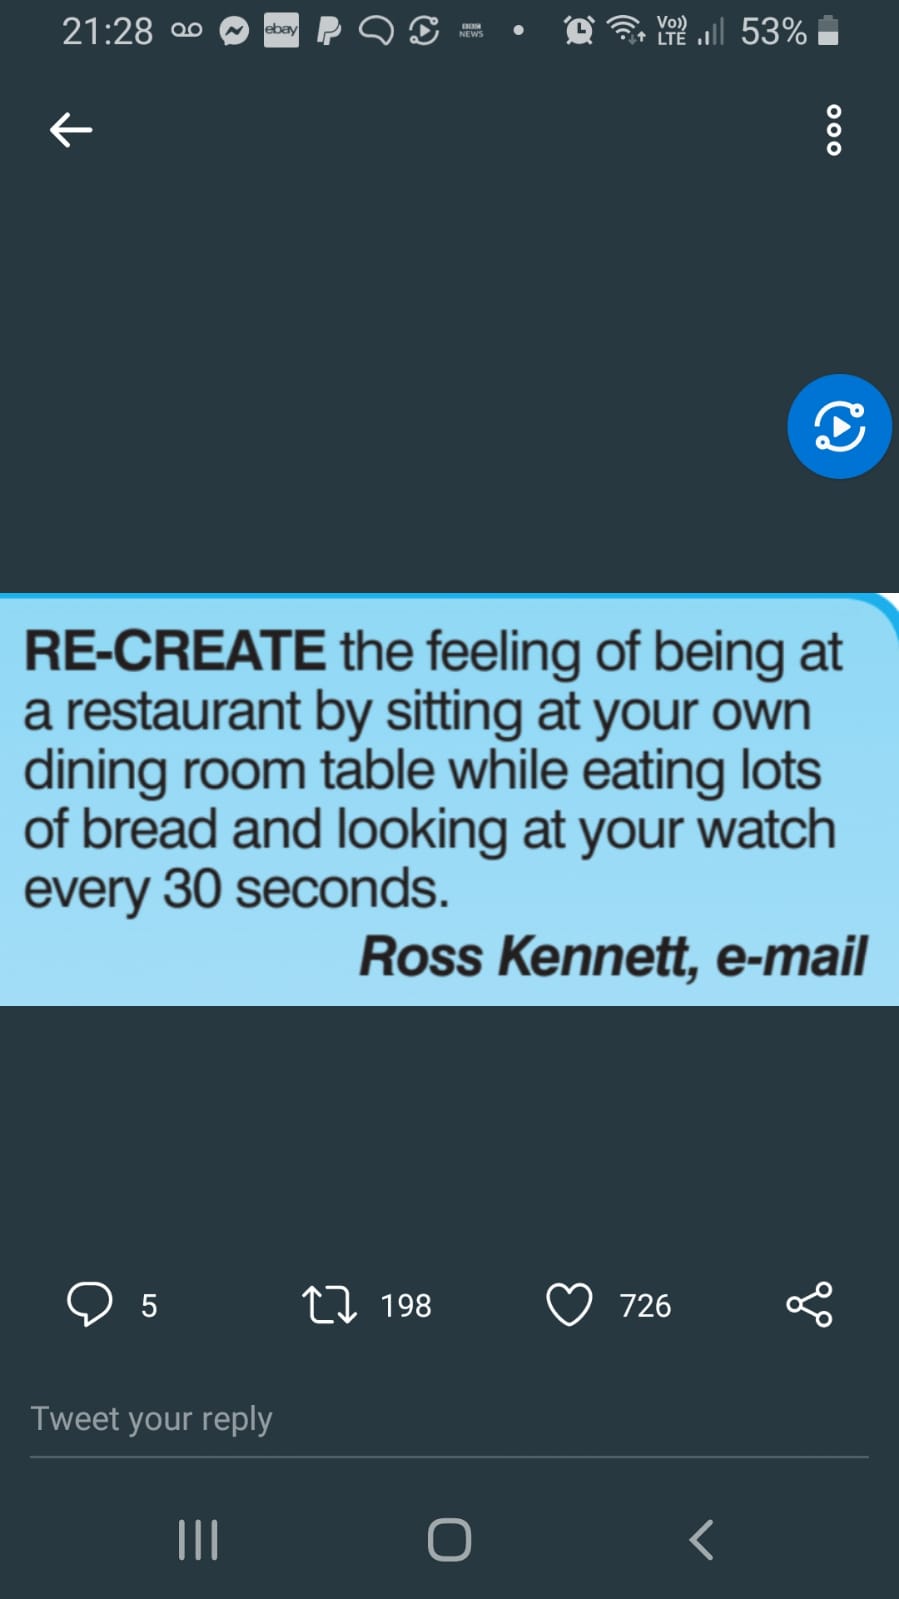 21:28 ebay BBC NEWS Vo)) LTE 53%
RE-CREATE the feeling of being at
a restaurant by sitting at your own
dining room table while eating lots
of bread and looking at your watch
every 30 seconds.
Ross Kennett, e-mail
5 198 726
Tweet your reply